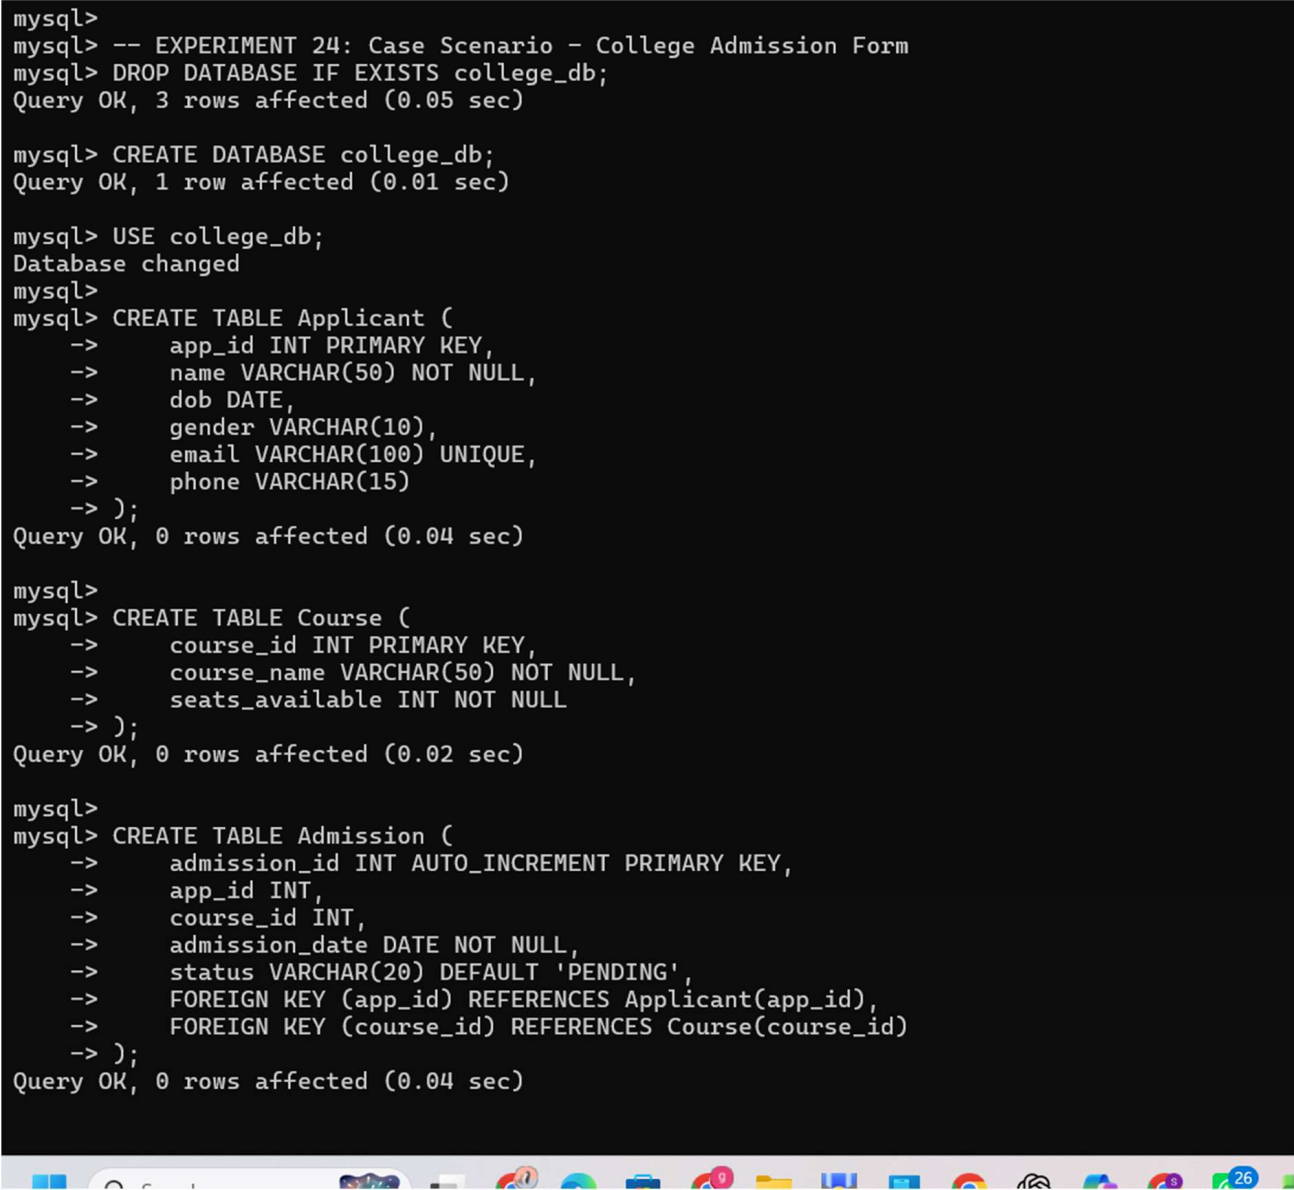 mysql>
mysql> -- EXPERIMENT 24: Case Scenario - College Admission Form
mysql> DROP DATABASE IF EXISTS college_db;
Query OK, 3 rows affected (0.05 sec)
mysql> CREATE DATABASE college_db;
Query OK, 1 row affected (0.01 sec)
mysql> USE college_db;
Database changed
mysql>
mysql> CREATE TABLE Applicant (
    ->     app_id INT PRIMARY KEY,
    ->     name VARCHAR(50) NOT NULL,
    ->     dob DATE,
    ->     gender VARCHAR(10),
    ->     email VARCHAR(100) UNIQUE,
    ->     phone VARCHAR(15)
    -> );
Query OK, 0 rows affected (0.04 sec)
mysql>
mysql> CREATE TABLE Course (
    ->     course_id INT PRIMARY KEY,
    ->     course_name VARCHAR(50) NOT NULL,
    ->     seats_available INT NOT NULL
    -> );
Query OK, 0 rows affected (0.02 sec)
mysql>
mysql> CREATE TABLE Admission (
    ->     admission_id INT AUTO_INCREMENT PRIMARY KEY,
    ->     app_id INT,
    ->     course_id INT,
    ->     admission_date DATE NOT NULL,
    ->     status VARCHAR(20) DEFAULT 'PENDING',
    ->     FOREIGN KEY (app_id) REFERENCES Applicant(app_id),
    ->     FOREIGN KEY (course_id) REFERENCES Course(course_id)
    -> );
Query OK, 0 rows affected (0.04 sec)
g s 26